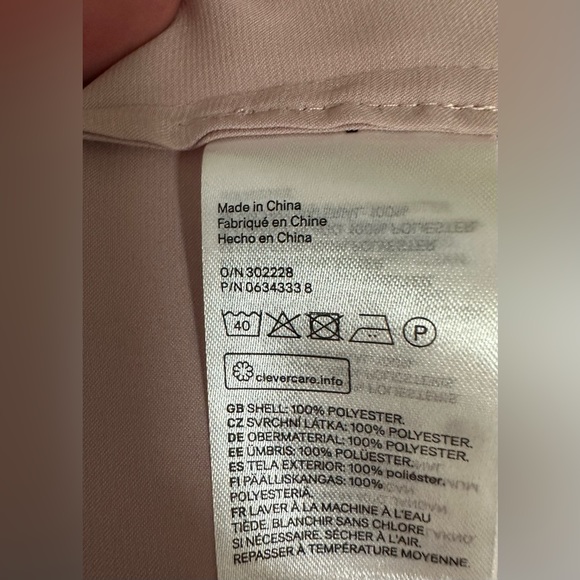 Made in China
Fabriqué en Chine
Hecho en China
O/N 302228
P/N 0634333 8
40
P
clevercare.info
GB SHELL: 100% POLYESTER.
CZ SVRCHNÍ LÁTKA: 100% POLYESTER.
DE OBERMATERIAL: 100% POLYESTER.
EE ÜMBRIS: 100% POLÜESTER.
ES TELA EXTERIOR: 100% poliéster.
FI PÄÄLLISKANGAS: 100%
POLYESTERIÄ.
FR LAVER À LA MACHINE À L'EAU
TIÈDE, BLANCHIR SANS CHLORE
SI NÉCESSAIRE. SÉCHER À L'AIR.
REPASSER À TEMPÉRATURE MOYENNE.